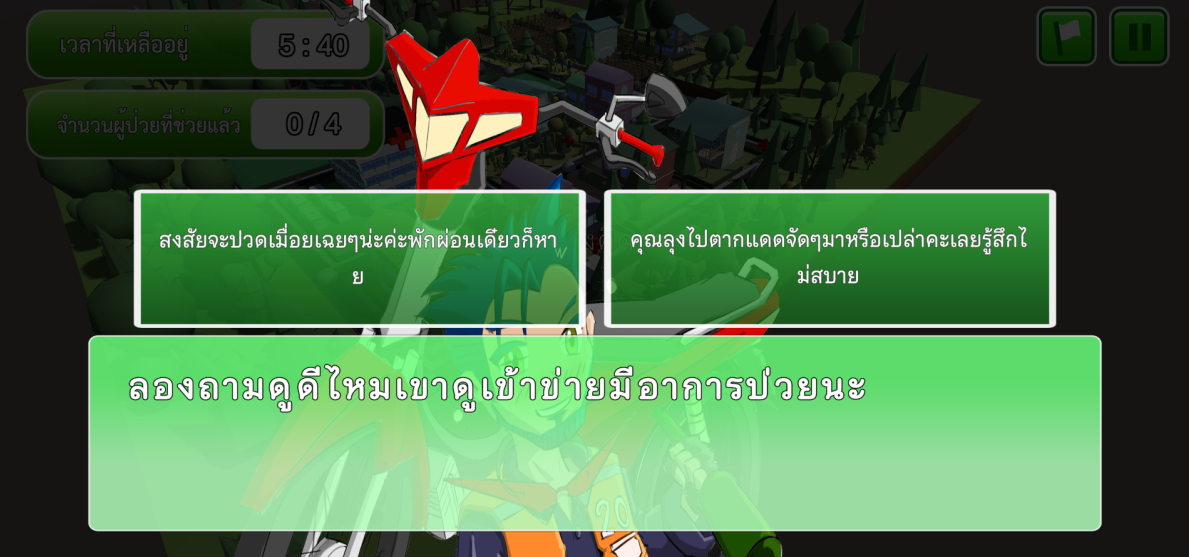 เวลาที่เหลืออยู่ 5 : 40
จำนวนผู้ป่วยที่ช่วยแล้ว 0 / 4
สงสัยจะปวดเมื่อยเฉยๆน่ะค่ะพักผ่อนเดี๋ยวก็หา
ย
คุณลุงไปตากแดดจัดๆมาหรือเปล่าคะเลยรู้สึกไ
ม่สบาย
ลองถามดูดีไหมเขาดูเข้าข่ายมีอาการป่วยนะ
20